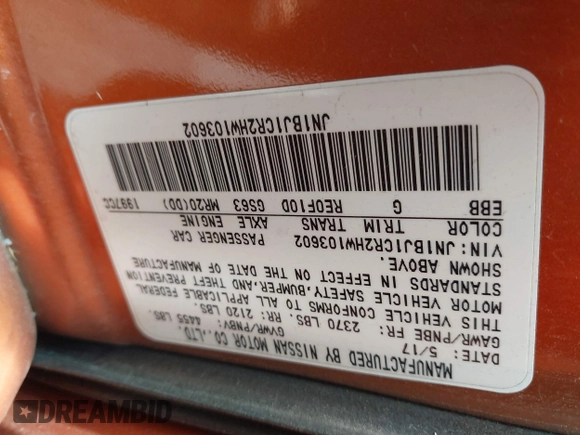 MANUFACTURED BY NISSAN MOTOR CO.,LTD.
DATE: 5/17 GVWR/PNBV: 4455 LBS.
GAWR/PNBE FR: 2370 LBS. RR: 2120 LBS.
THIS VEHICLE CONFORMS TO ALL APPLICABLE FEDERAL
MOTOR VEHICLE SAFETY,BUMPER,AND THEFT PREVENTION
STANDARDS IN EFFECT ON THE DATE OF MANUFACTURE
SHOWN ABOVE.
VIN: JN1BJ1CR2HW103602 PASSENGER CAR
COLOR TRIM TRANS AXLE ENGINE
EBB G RE0F10D GS63 MR20(DD) 1997CC
JN1BJ1CR2HW103602
DREAMBID